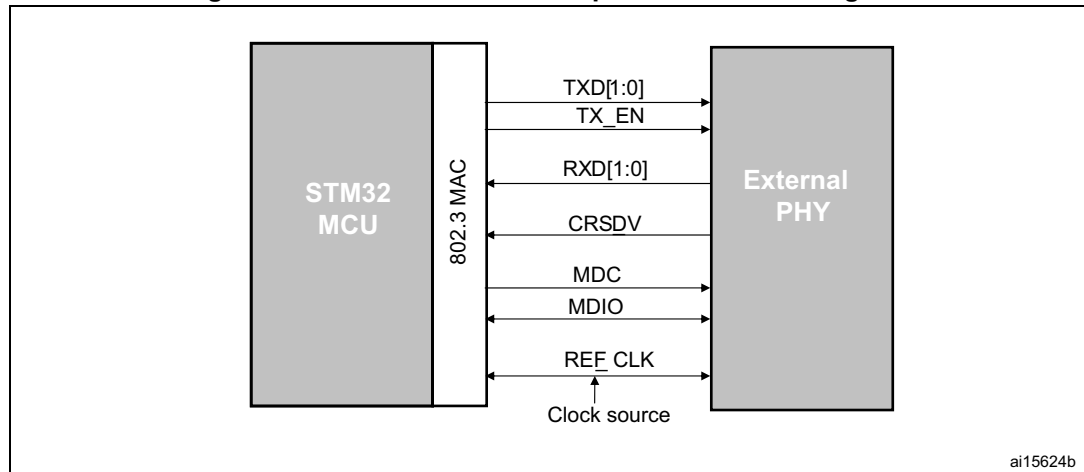 TXD[1:0]
TX_EN
RXD[1:0]
CRSDV
MDC
MDIO
REF_CLK
Clock source
STM32
MCU
802.3 MAC
External
PHY
ai15624b